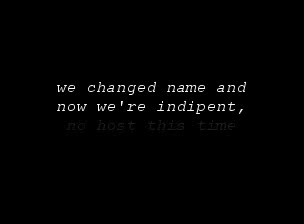 we changed name and
now we're indipent,
no host this time